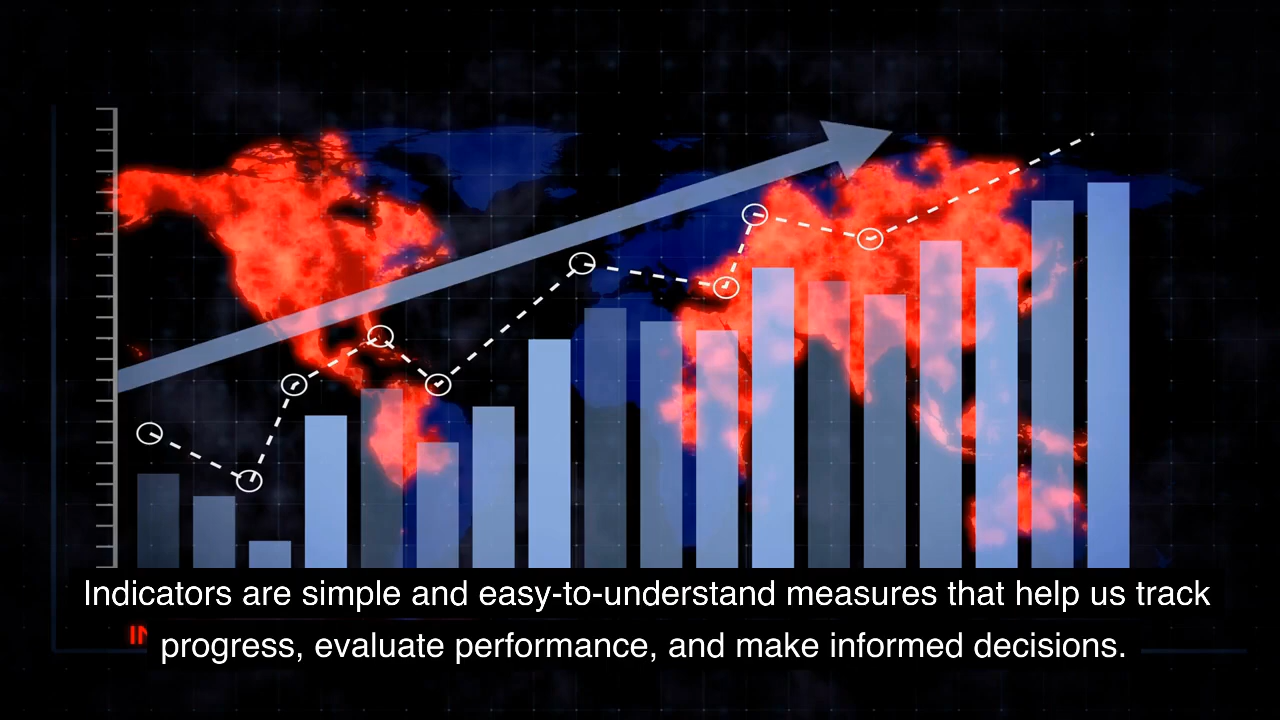 Indicators are simple and easy-to-understand measures that help us track
progress, evaluate performance, and make informed decisions.